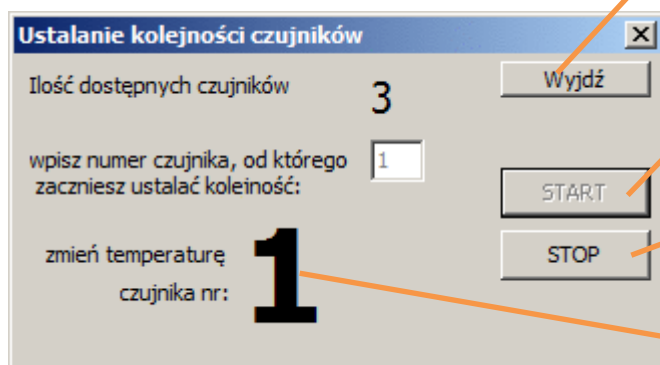 Ustalanie kolejności czujników
Ilość dostępnych czujników 3
Wyjdź
wpisz numer czujnika, od którego 1
zaczniesz ustalać kolejność:
START
zmień temperaturę 1
czujnika nr:
STOP